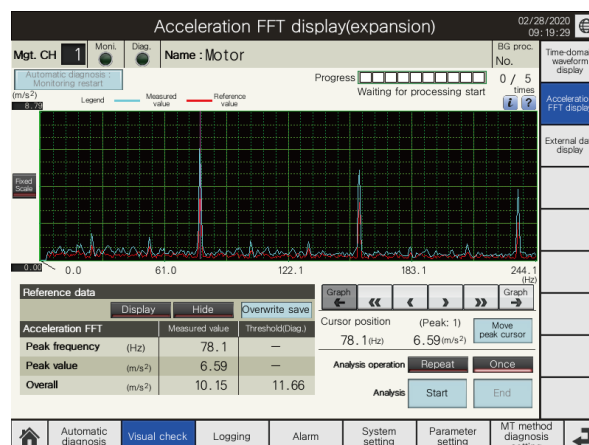 Acceleration FFT display(expansion)
02/28/2020
09:19:29
Mgt. CH 1
Moni.
Diag.
Name : Motor
BG proc.
No.
Automatic diagnosis :
Monitoring restart
Progress
Waiting for processing start
0 / 5
times
i ?
(m/s²)
8.79
Legend
Measured
value
Reference
value
Fixed
Scale
0.00
0.0 61.0 122.1 183.1 244.1
(Hz)
Time-domai
waveform
display
Acceleratio
FFT display
External da
display
Reference data
Display Hide Overwrite save
Acceleration FFT Measured value Threshold(Diag.)
Peak frequency (Hz) 78.1 —
Peak value (m/s²) 6.59 —
Overall (m/s²) 10.15 11.66
Graph
←
« ‹ › »
Graph
→
Cursor position (Peak: 1)
78.1(Hz) 6.59(m/s²)
Move
peak cursor
Analysis operation Repeat Once
Analysis Start End
Automatic
diagnosis
Visual check
Logging
Alarm
System
setting
Parameter
setting
MT method
diagnosis